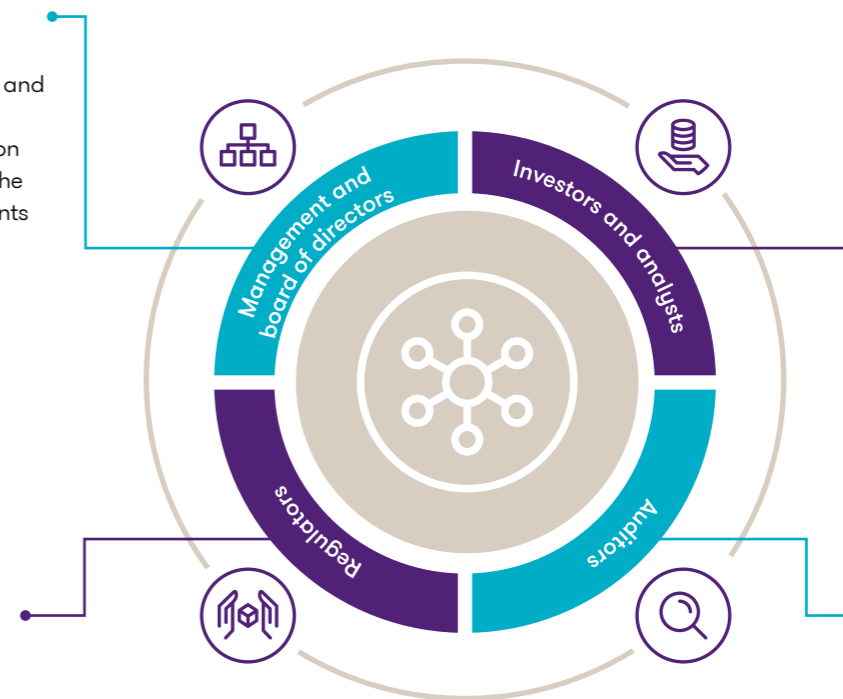 and
on
he
nts
Management and
board of directors
Investors and analysts
Regulators
Auditors